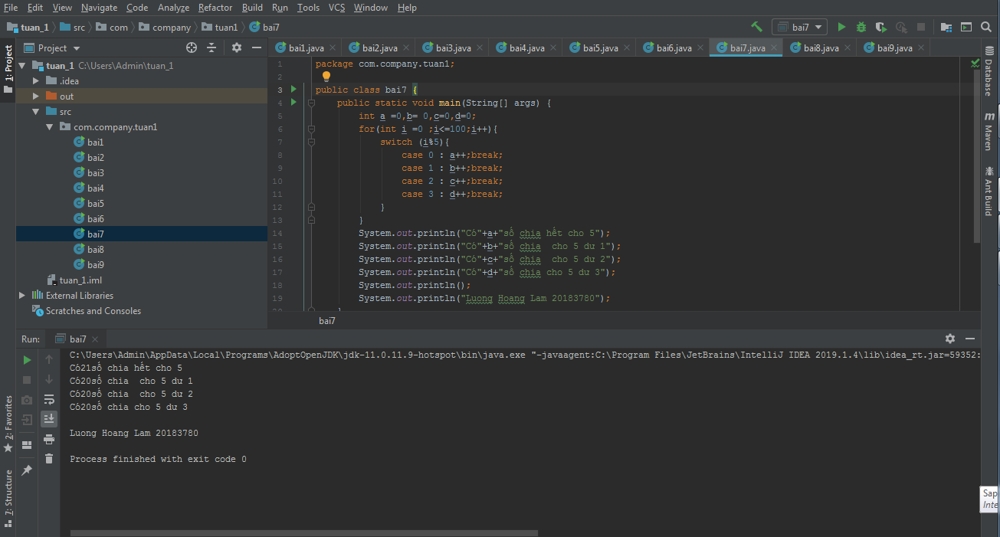 File Edit View Navigate Code Analyze Refactor Build Run Tools VCS Window Help
tuan_1 src com company tuan1 bai7 bai7
1: Project
Project
bai1.java bai2.java bai3.java bai4.java bai5.java bai6.java bai7.java bai8.java bai9.java
tuan_1 C:\Users\Admin\tuan_1
.idea
out
src
com.company.tuan1
bai1
bai2
bai3
bai4
bai5
bai6
bai7
bai8
bai9
tuan_1.iml
External Libraries
Scratches and Consoles
1 package com.company.tuan1;
2
3 public class bai7 {
4 public static void main(String[] args) {
5 int a =0,b= 0,c=0,d=0;
6 for(int i =0 ;i<=100;i++){
7 switch (i%5){
8 case 0 : a++;break;
9 case 1 : b++;break;
10 case 2 : c++;break;
11 case 3 : d++;break;
12 }
13 }
14 System.out.println("Có"+a+"số chia hết cho 5");
15 System.out.println("Có"+b+"số chia  cho 5 dư 1");
16 System.out.println("Có"+c+"số chia  cho 5 dư 2");
17 System.out.println("Có"+d+"số chia cho 5 dư 3");
18 System.out.println();
19 System.out.println("Luong Hoang Lam 20183780");
bai7
Database
Maven
Ant Build
Run: bai7
C:\Users\Admin\AppData\Local\Programs\AdoptOpenJDK\jdk-11.0.11.9-hotspot\bin\java.exe "-javaagent:C:\Program Files\JetBrains\IntelliJ IDEA 2019.1.4\lib\idea_rt.jar=59352:
Có21số chia hết cho 5
Có20số chia  cho 5 dư 1
Có20số chia  cho 5 dư 2
Có20số chia cho 5 dư 3
Luong Hoang Lam 20183780
Process finished with exit code 0
2: Favorites
7: Structure
Sap
Inte